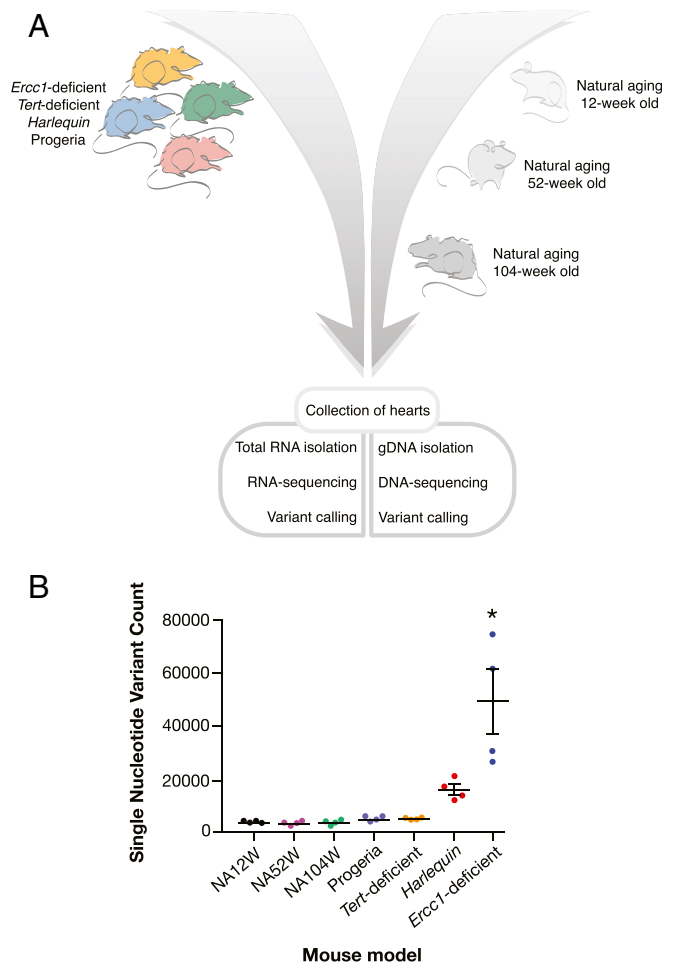 A
Ercc1-deficient
Tert-deficient
Harlequin
Progeria
Natural aging
12-week old
Natural aging
52-week old
Natural aging
104-week old
Collection of hearts
Total RNA isolation
gDNA isolation
RNA-sequencing
DNA-sequencing
Variant calling
Variant calling
B
Single Nucleotide Variant Count
80000
60000
40000
20000
0
*
NA12W
NA52W
NA104W
Progeria
Tert-deficient
Harlequin
Ercc1-deficient
Mouse model